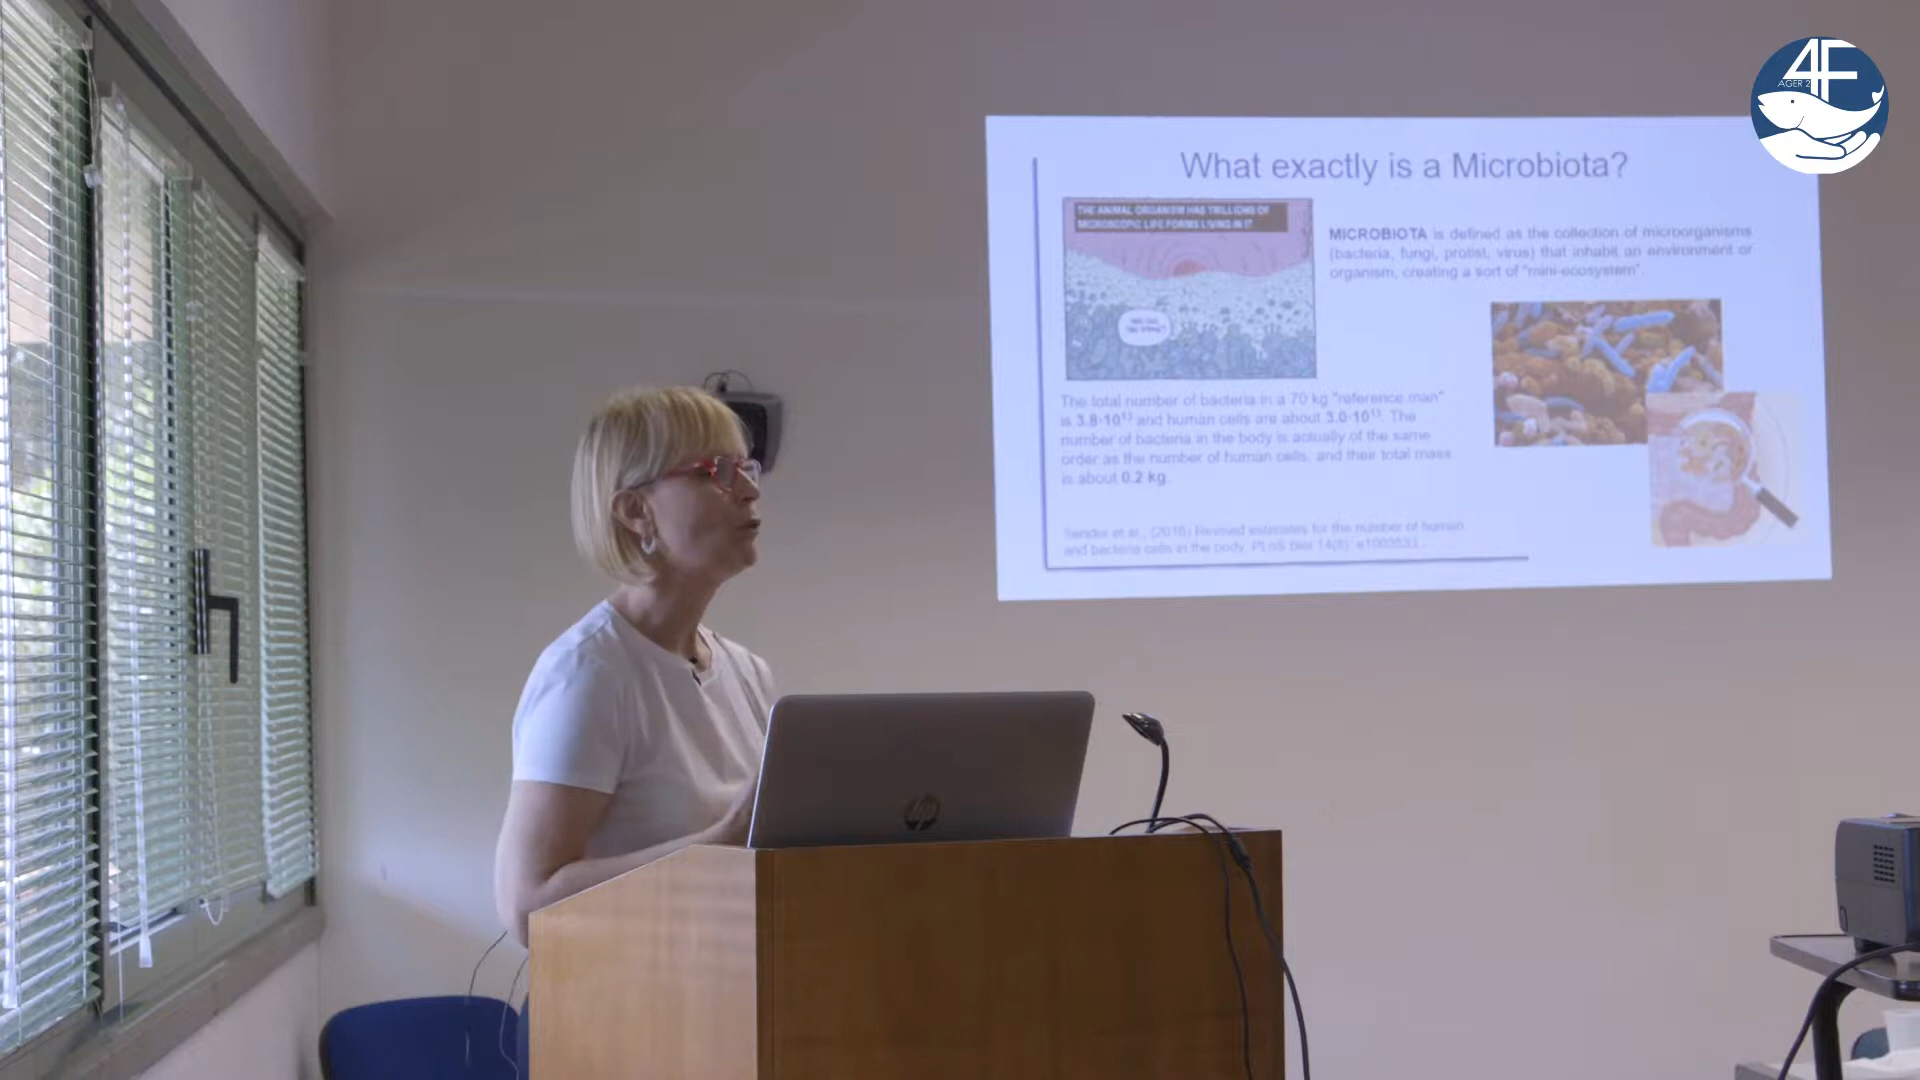 4F
AGER 2
What exactly is a Microbiota?
THE ANIMAL ORGANISM HAS TRILLIONS OF
MICROSCOPIC LIFE FORMS LIVING IN IT
MICROBIOTA is defined as the collection of microorganisms
(bacteria, fungi, protist, virus) that inhabit an environment or
organism, creating a sort of "mini-ecosystem".
The total number of bacteria in a 70 kg "reference man"
is 3.8·10¹³ and human cells are about 3.0·10¹³. The
number of bacteria in the body is actually of the same
order as the number of human cells, and their total mass
is about 0.2 kg.
Sender et al., (2016) Revised estimates for the number of human
and bacteria cells in the body. PLoS Biol 14(8):
hp